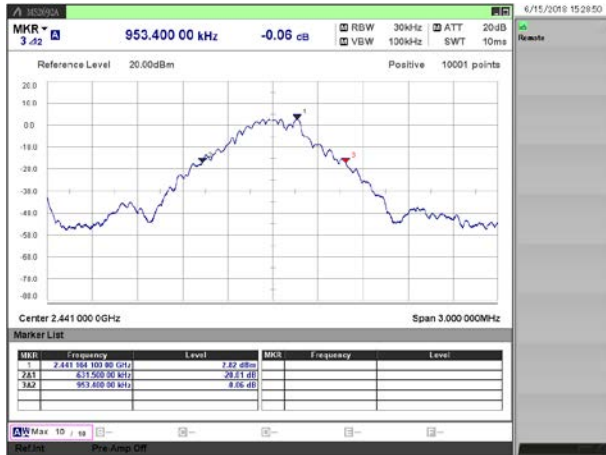 MS2692A
6/15/2018 15:28:50
MKR
3 Δ2 A
953.400 00 kHz
-0.06 dB
M RBW 30kHz M ATT 20dB
M VBW 100kHz SWT 10ms
Remote
Reference Level 20.00dBm
Positive 10001 points
20.0
10.0
0.0
-10.0
-20.0
-30.0
-40.0
-50.0
-60.0
-70.0
-80.0
1
3
Center 2.441 000 0GHz
Span 3.000 000MHz
Marker List
MKR Frequency Level MKR Frequency Level
1 2.441 164 100 00 GHz 2.82 dBm
2Δ1 631.500 00 kHz -20.01 dB
3Δ2 953.400 00 kHz
A W Max 10 / 10
Ref.Int Pre-Amp Off